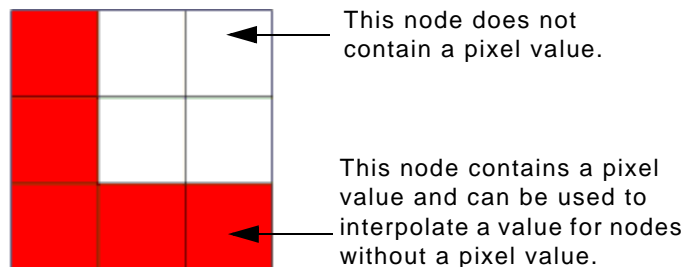 This node does not
contain a pixel value.
This node contains a pixel
value and can be used to
interpolate a value for nodes
without a pixel value.